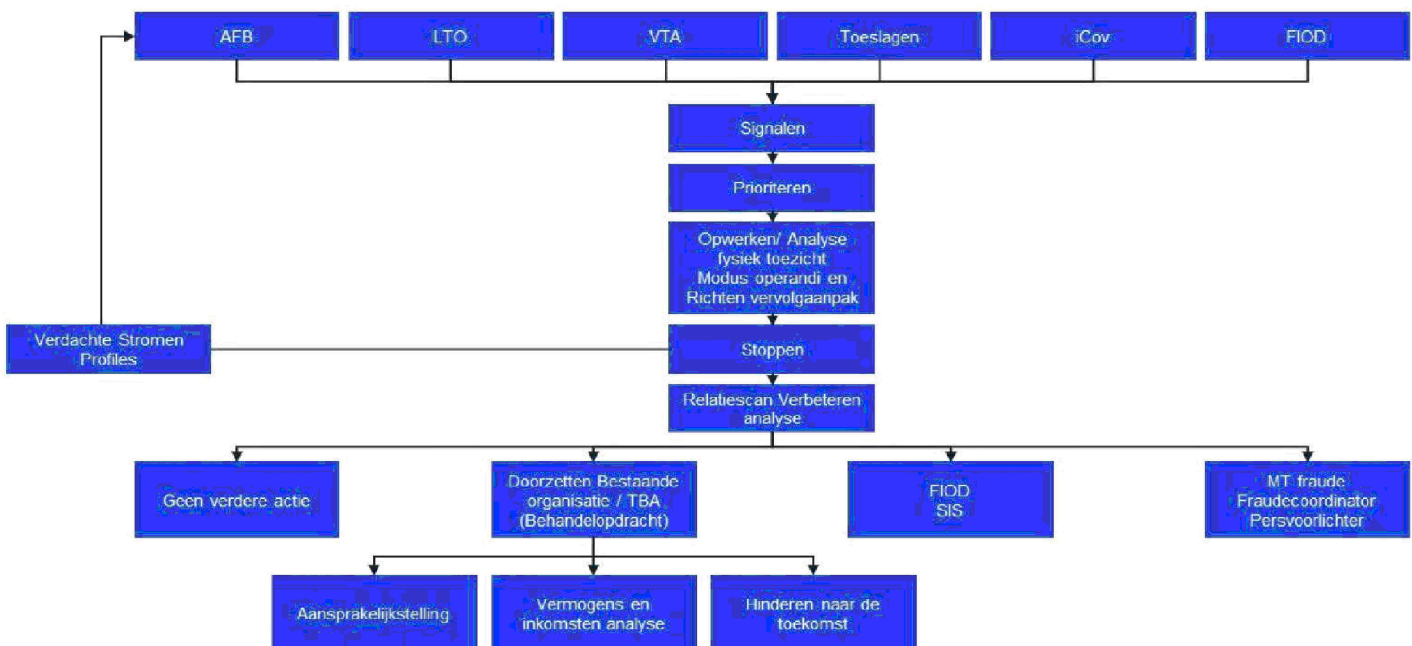 AFB
LTO
VTA
Toeslagen
iCov
FIOD
Signalen
Prioriteren
Opwerken/ Analyse
fysiek toezicht
Modus operandi en
Richten vervolgaanpak
Verdachte Stromen
Profiles
Stoppen
Relatiescan Verbeteren
analyse
Geen verdere actie
Doorzetten Bestaande
organisatie / TBA
(Behandelopdracht)
FIOD
SIS
MT fraude
Fraudecoordinator
Persvoorlichter
Aansprakelijkstelling
Vermogens en
inkomsten analyse
Hinderen naar de
toekomst